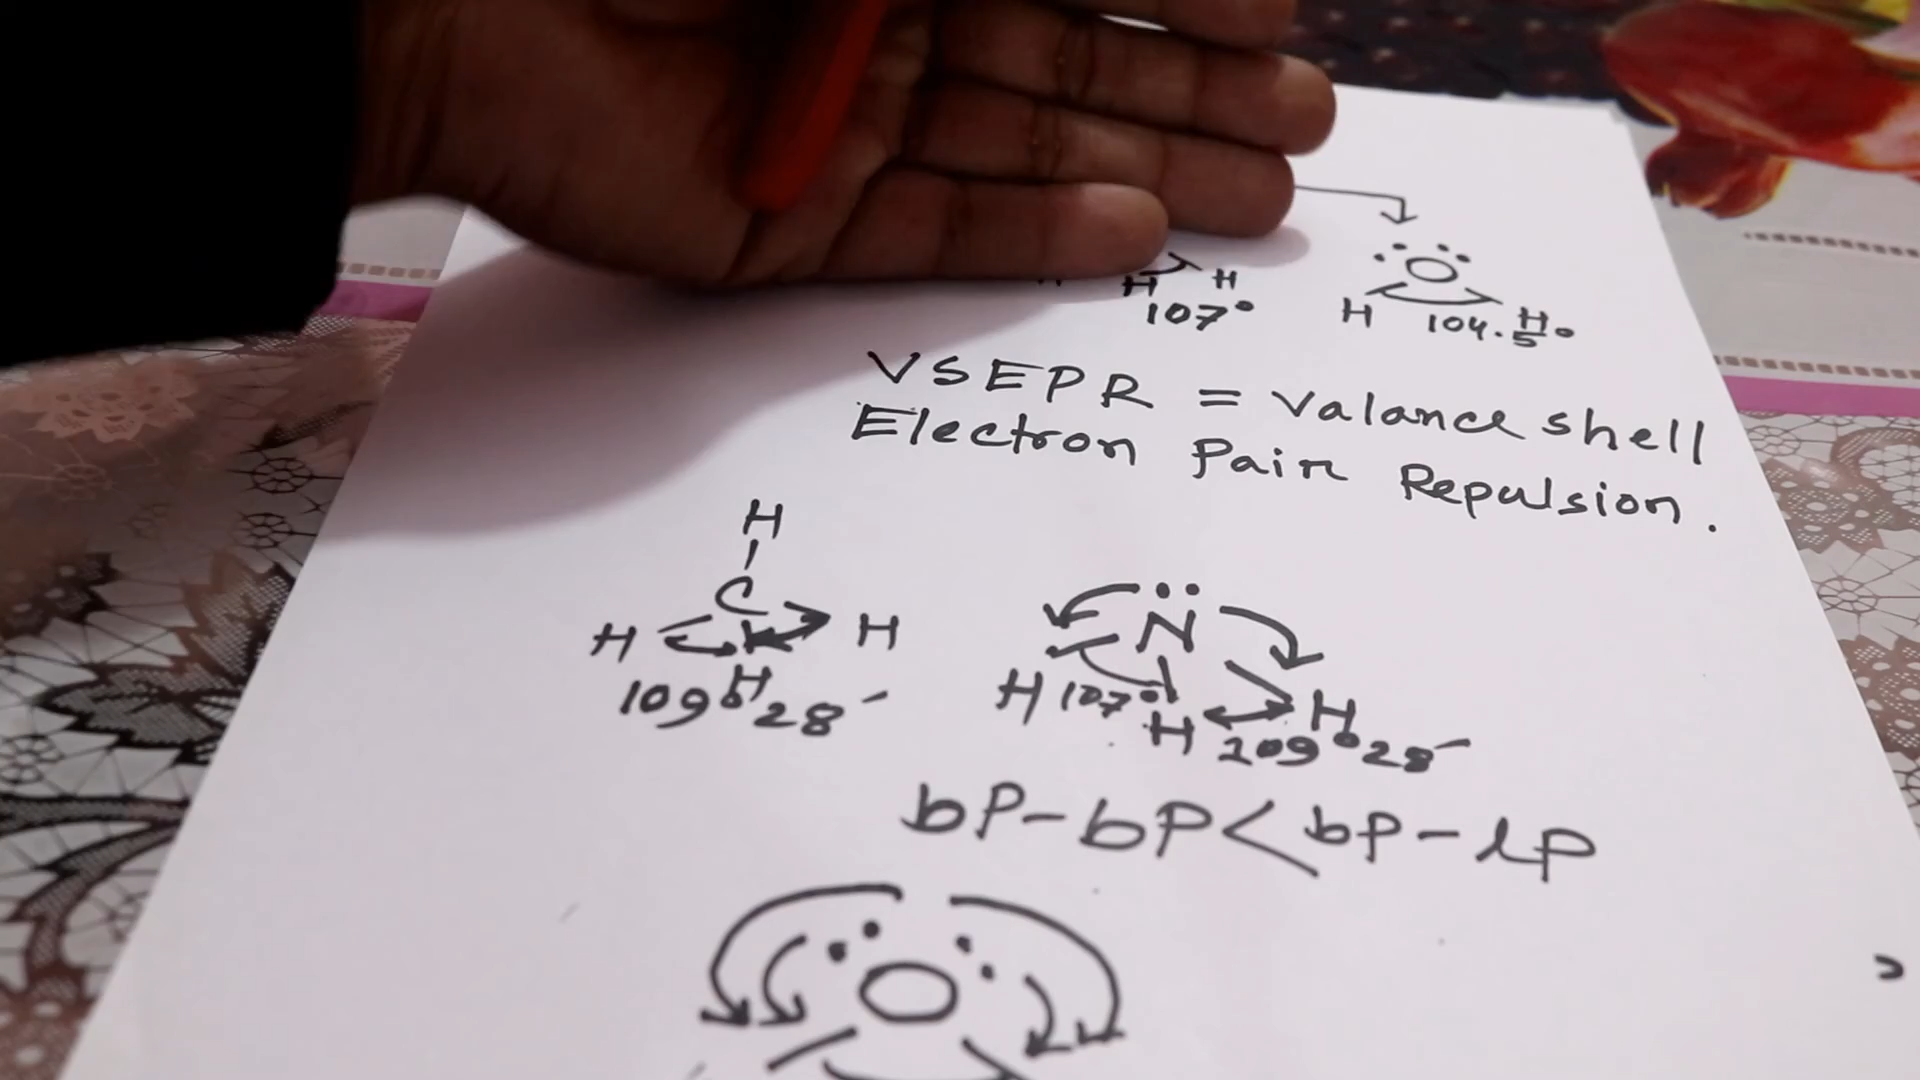 H H
107°
O
H 104.5° H
VSEPR = Valance shell
Electron Pair Repulsion.
H
C
H H
H
109°28′
N
H 107° H H
109°28′
bP-bP<bP-lP
O